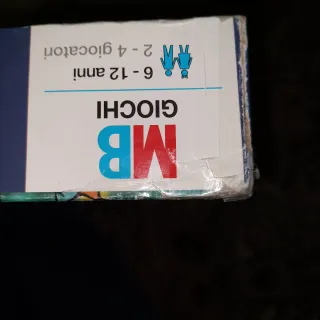 MB
GIOCHI
6 - 12 anni
2 - 4 giocatori